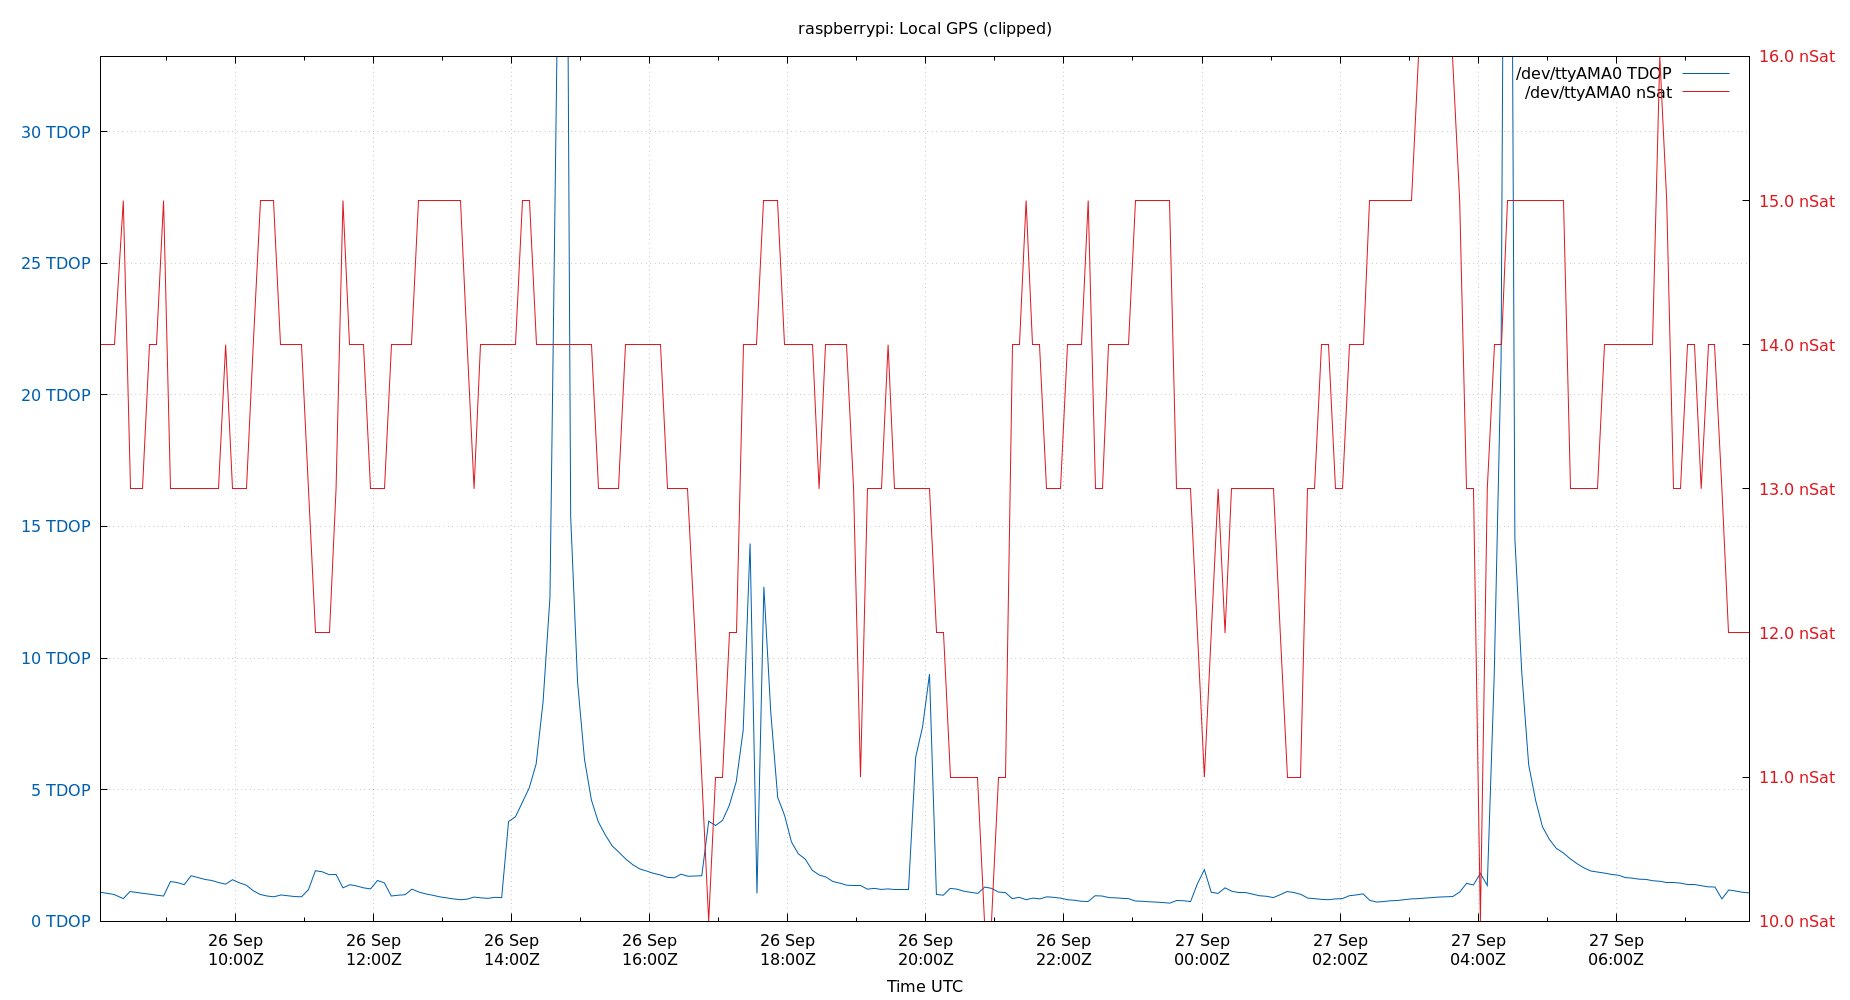 raspberrypi: Local GPS (clipped)
16.0 nSat
/dev/ttyAMA0 TDOP
/dev/ttyAMA0 nSat
30 TDOP
15.0 nSat
25 TDOP
14.0 nSat
20 TDOP
13.0 nSat
15 TDOP
12.0 nSat
10 TDOP
11.0 nSat
5 TDOP
0 TDOP
10.0 nSat
26 Sep 26 Sep 26 Sep 26 Sep 26 Sep 26 Sep 26 Sep 27 Sep 27 Sep 27 Sep 27 Sep
10:00Z 12:00Z 14:00Z 16:00Z 18:00Z 20:00Z 22:00Z 00:00Z 02:00Z 04:00Z 06:00Z
Time UTC